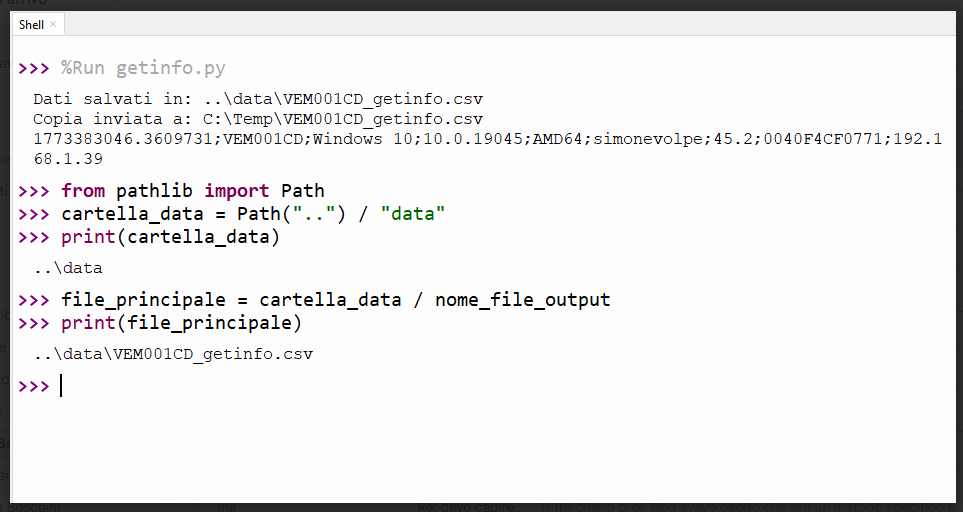 Shell ×
>>> %Run getinfo.py
Dati salvati in: ..\data\VEM001CD_getinfo.csv
Copia inviata a: C:\Temp\VEM001CD_getinfo.csv
1773383046.3609731;VEM001CD;Windows 10;10.0.19045;AMD64;simonevolpe;45.2;0040F4CF0771;192.1
68.1.39
>>> from pathlib import Path
>>> cartella_data = Path("..") / "data"
>>> print(cartella_data)
..\data
>>> file_principale = cartella_data / nome_file_output
>>> print(file_principale)
..\data\VEM001CD_getinfo.csv
>>>